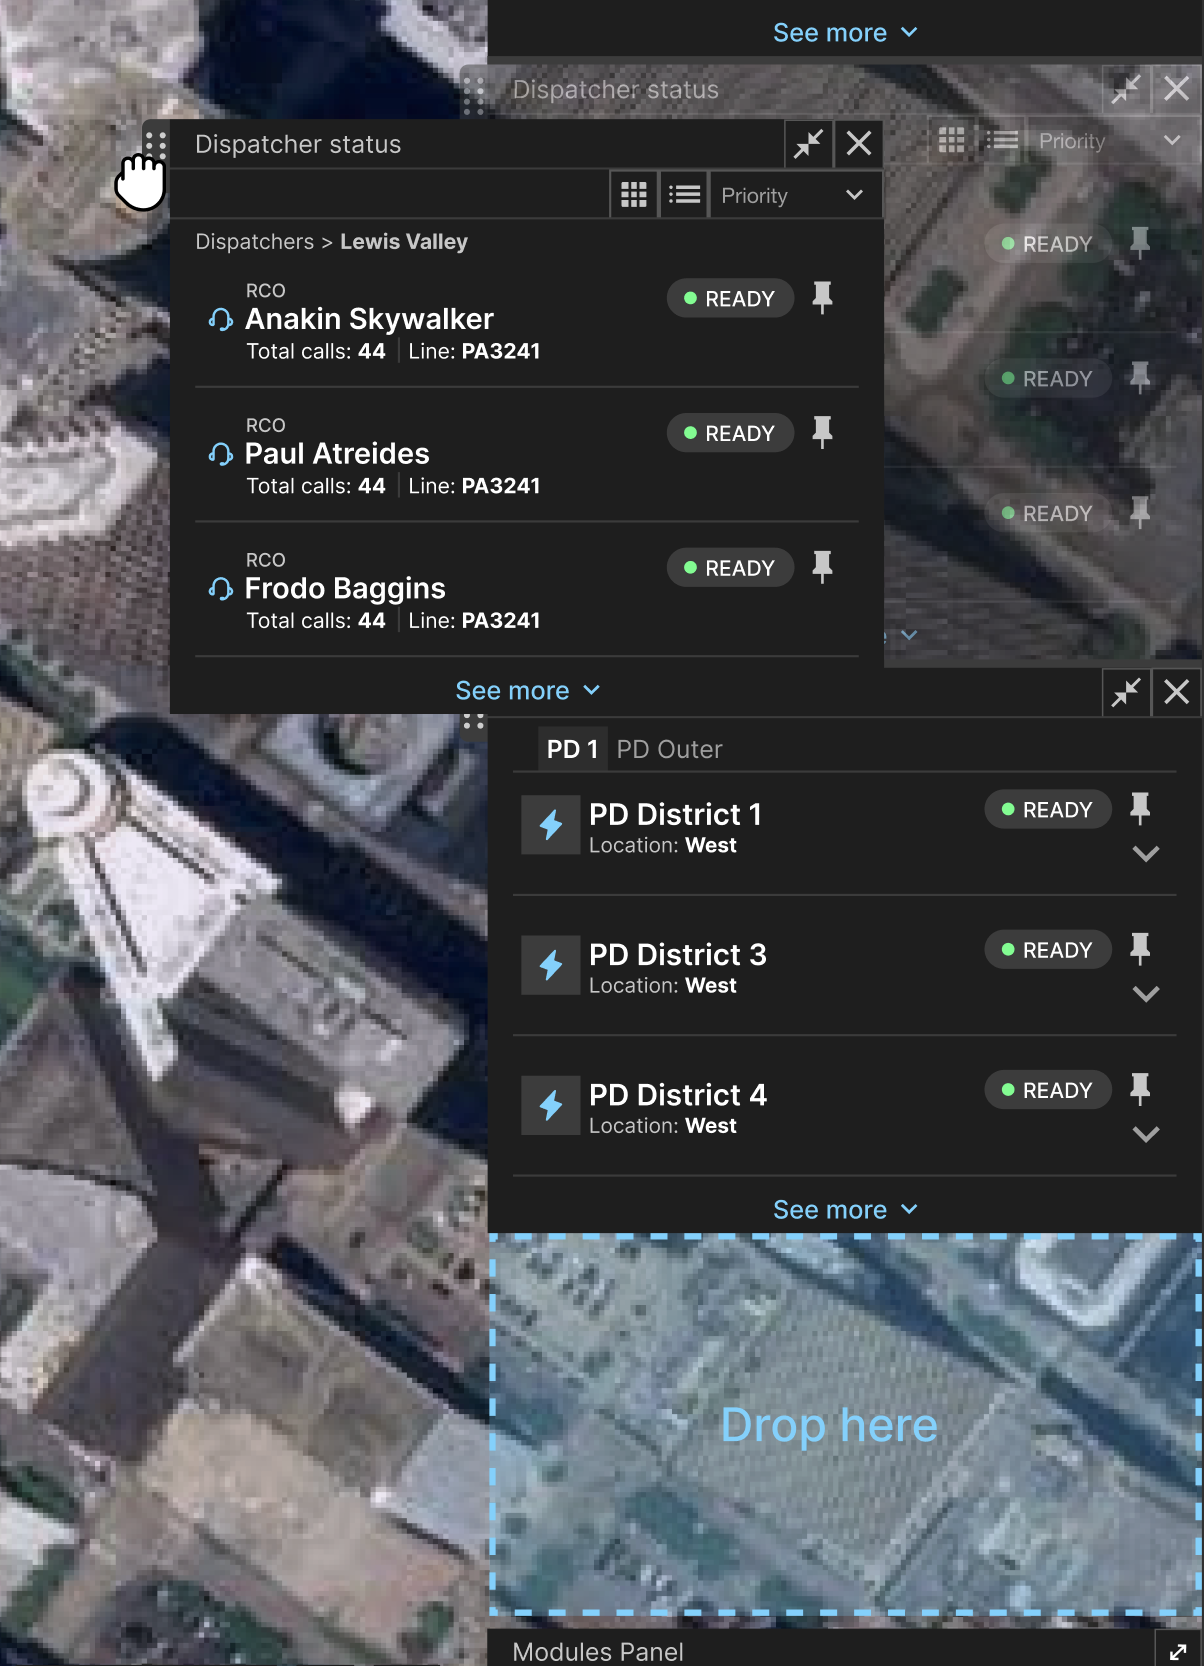 See more
Dispatcher status
Priority
READY
READY
READY
Dispatcher status
Priority
Dispatchers > Lewis Valley
RCO
Anakin Skywalker
READY
Total calls: 44 Line: PA3241
RCO
Paul Atreides
READY
Total calls: 44 Line: PA3241
RCO
Frodo Baggins
READY
Total calls: 44 Line: PA3241
See more
PD 1 PD Outer
PD District 1
READY
Location: West
PD District 3
READY
Location: West
PD District 4
READY
Location: West
See more
Drop here
Modules Panel